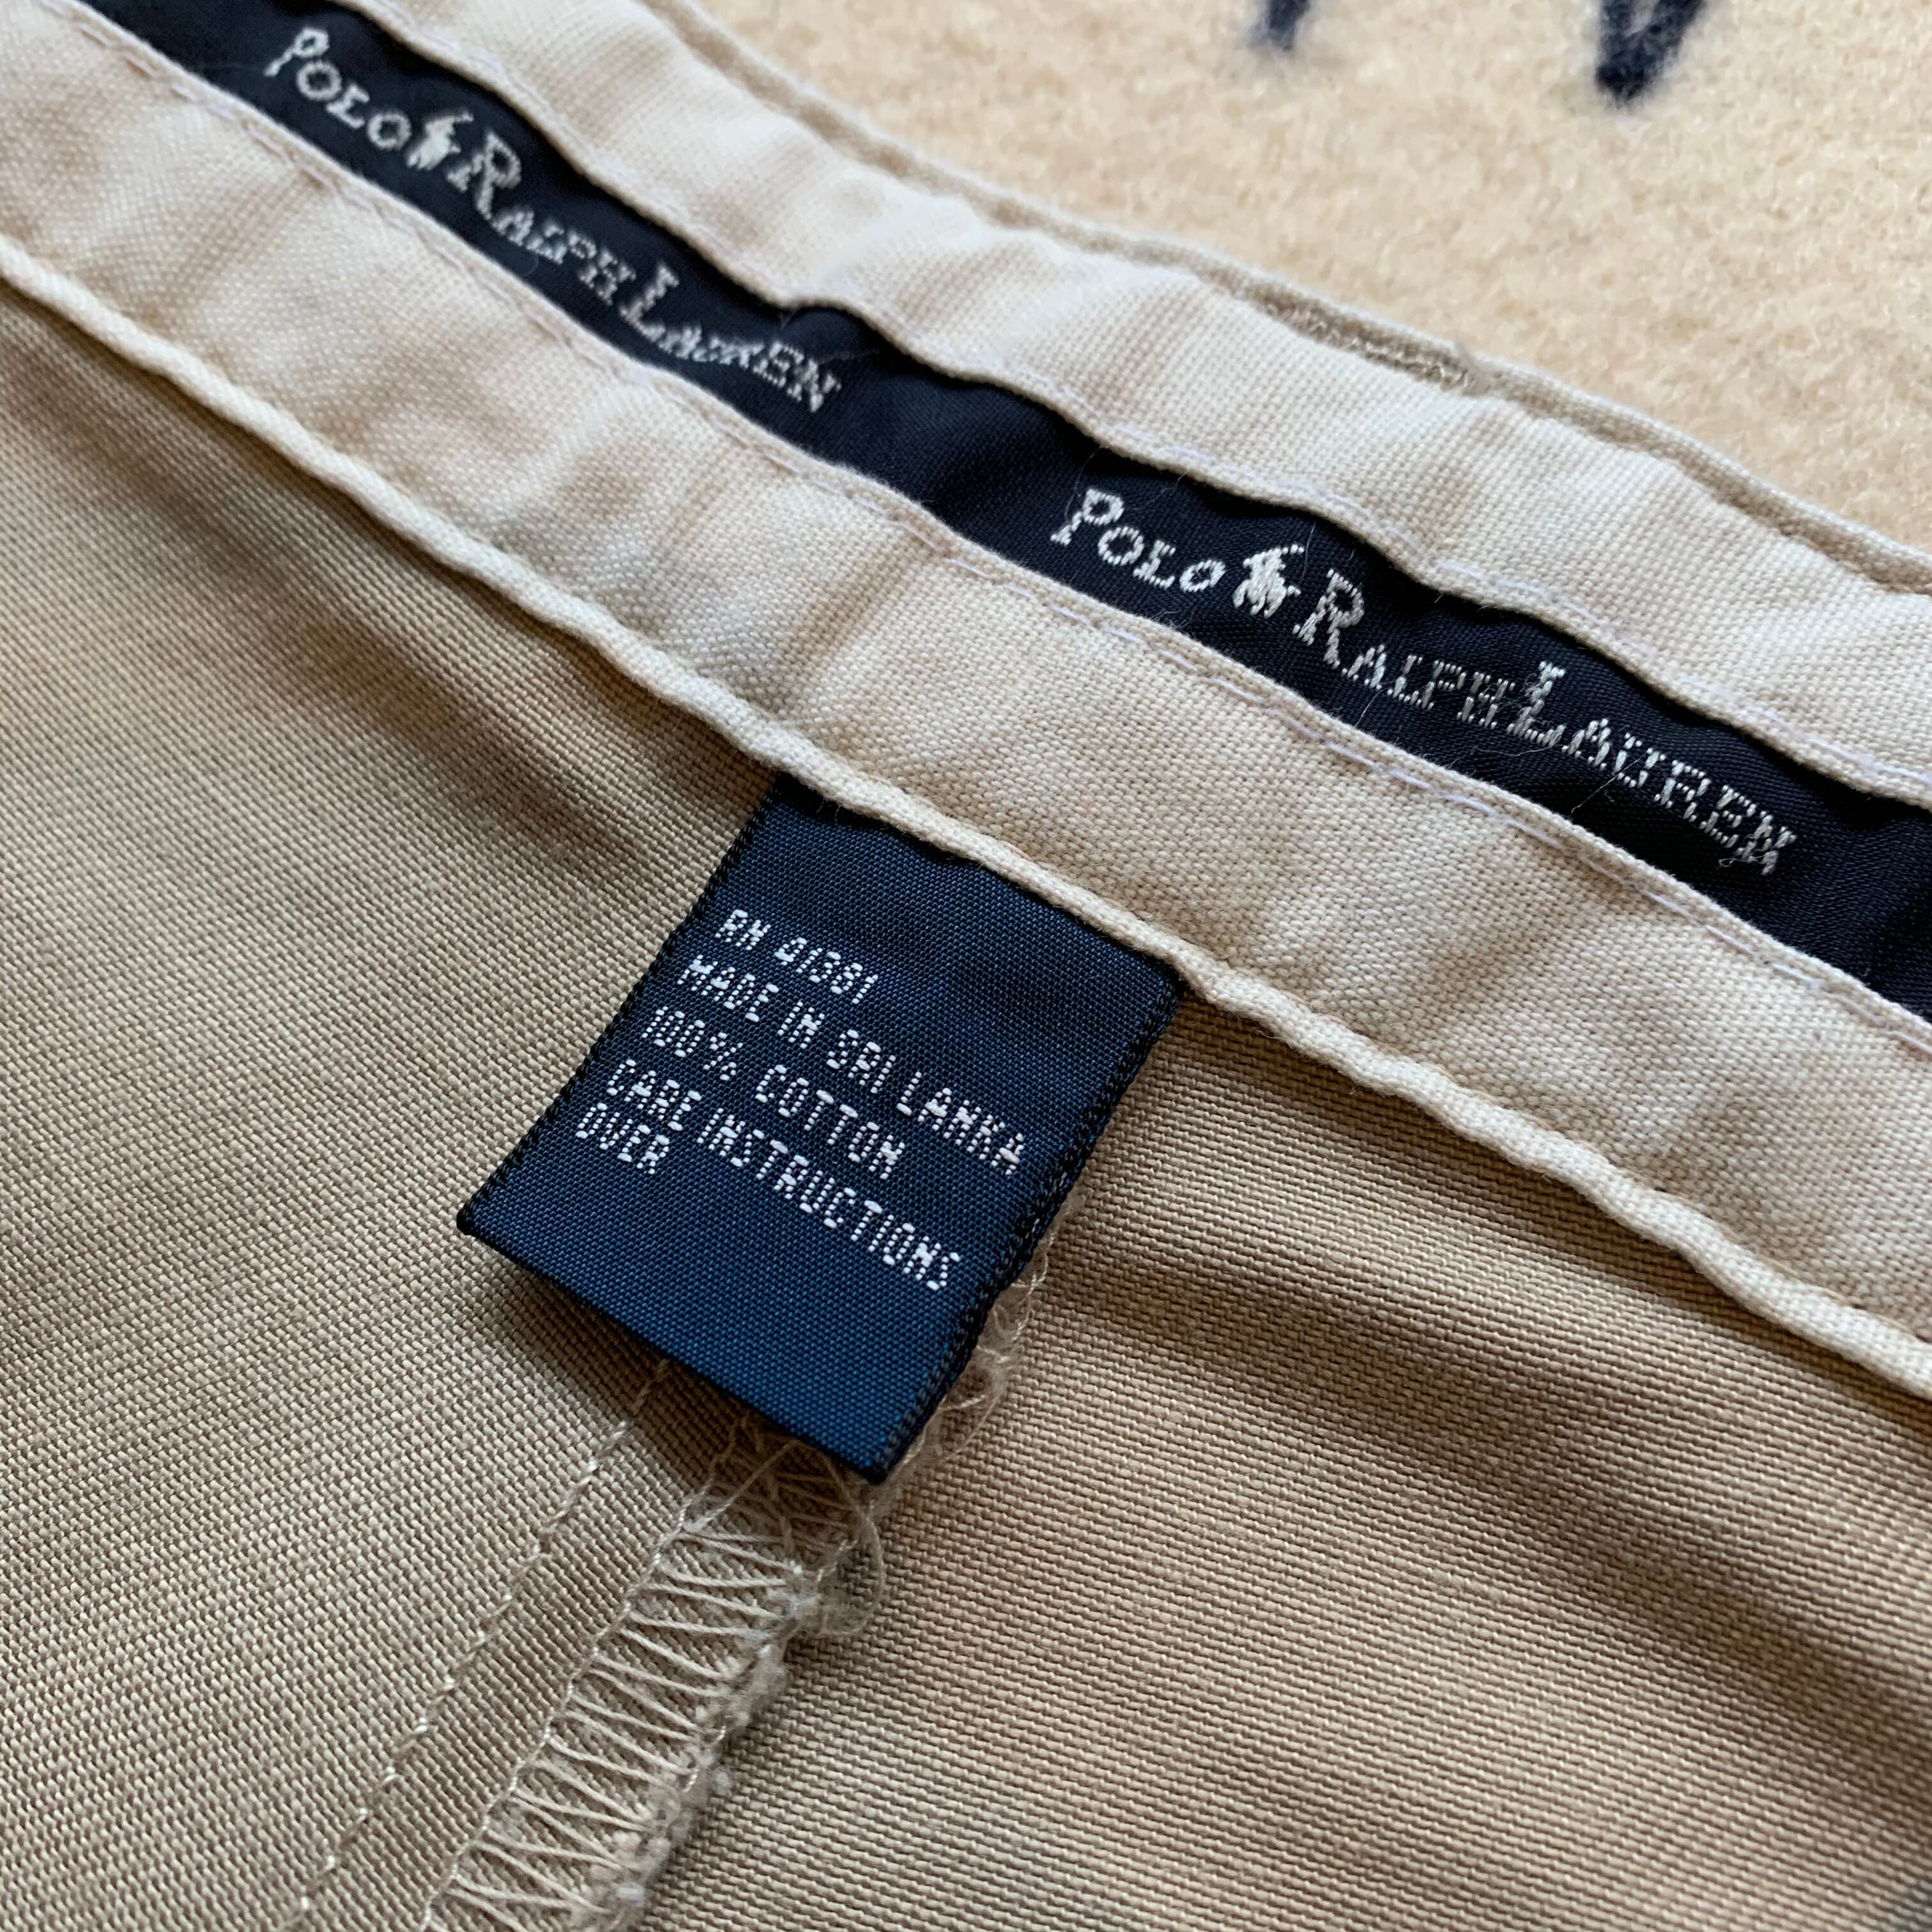 POLO RALPH LAUREN
POLO RALPH LAUREN
RN 41381
MADE IN SRI LANKA
100% COTTON
CARE INSTRUCTIONS
OVER